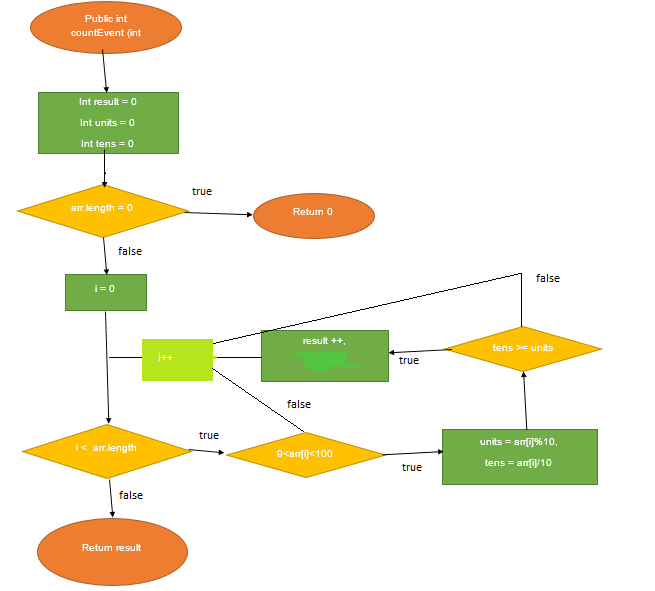 Public int
countEvent (int
Int result = 0
Int units = 0
Int tens = 0
arr.length = 0
true
Return 0
false
i = 0
false
result ++,
tens >= units
i++
true
false
i < arr.length
true
9<arr[i]<100
true
units = arr[i]%10,
tens = arr[i]/10
false
Return result